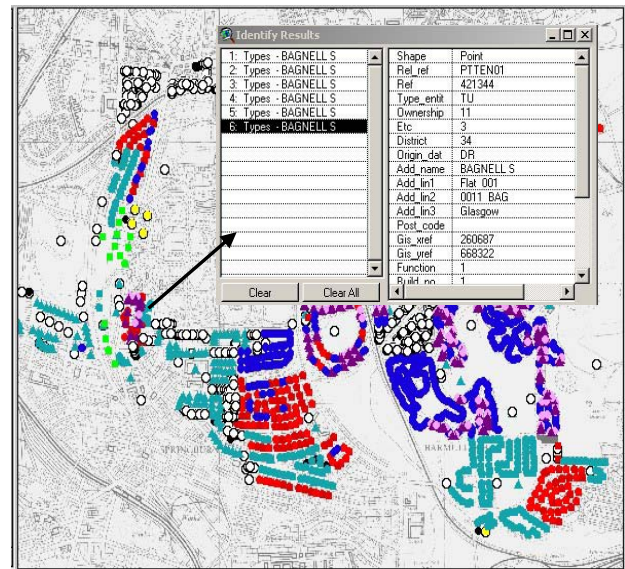 Identify Results
1: Types - BAGNELL S
2: Types - BAGNELL S
3: Types - BAGNELL S
4: Types - BAGNELL S
5: Types - BAGNELL S
6: Types - BAGNELL S
Clear
Clear All
Shape Point
Rel_ref PTTEN01
Ref 421344
Type_entit TU
Ownership 11
Etc 3
District 34
Origin_dat DR
Add_name BAGNELL S
Add_lin1 Flat 001
Add_lin2 0011 BAG
Add_lin3 Glasgow
Post_code
Gis_xref 260687
Gis_yref 668322
Function 1
Build_no 1